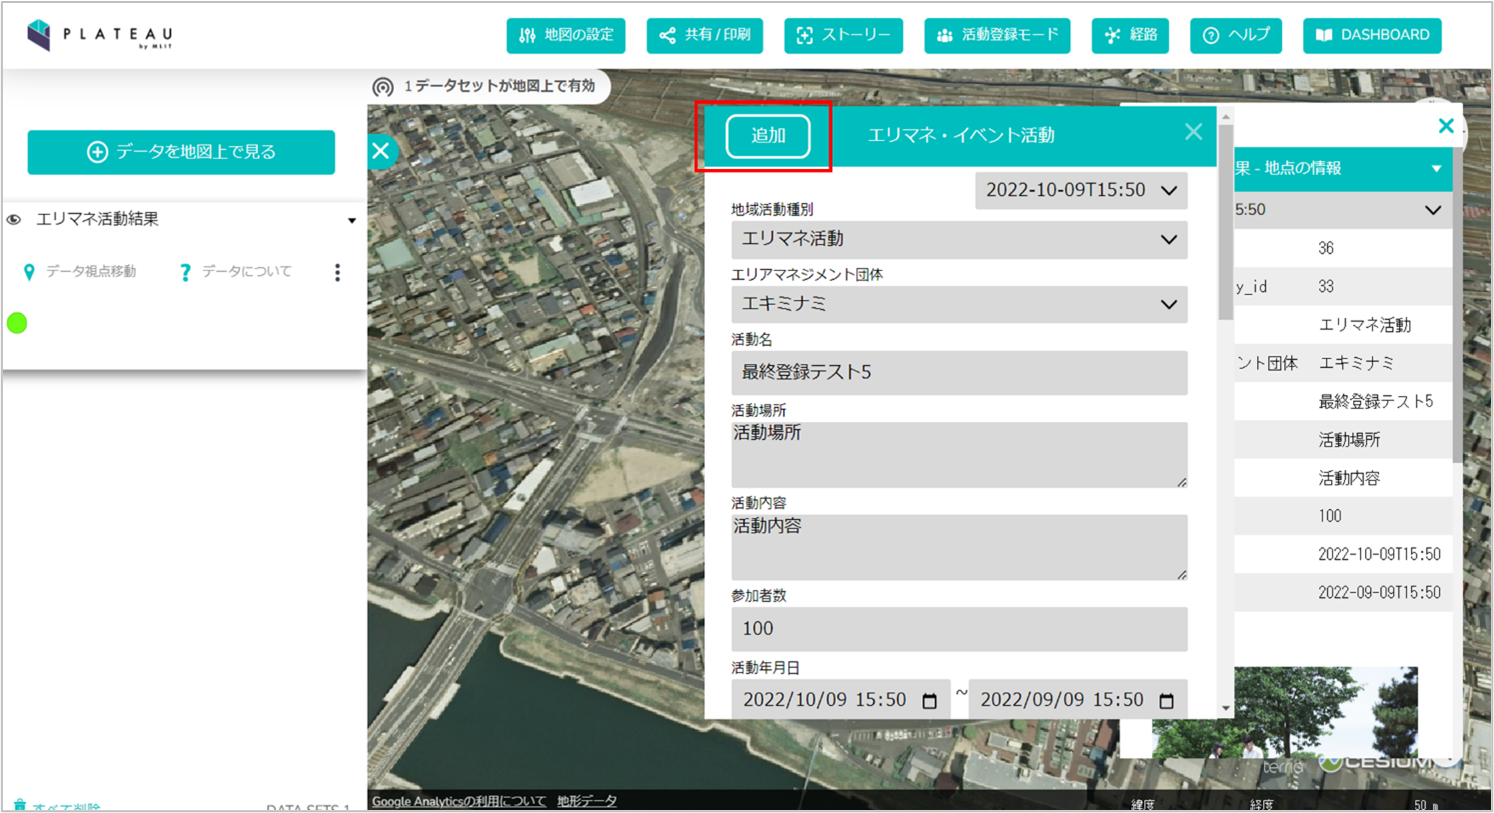 PLATEAU
by MLIT
地図の設定
共有/印刷
ストーリー
活動登録モード
経路
ヘルプ
DASHBOARD
1データセットが地図上で有効
データを地図上で見る
エリマネ活動結果
データ視点移動
データについて
追加
エリマネ・イベント活動
2022-10-09T15:50
地域活動種別
エリマネ活動
エリアマネジメント団体
エキミナミ
活動名
最終登録テスト5
活動場所
活動場所
活動内容
活動内容
参加者数
100
活動年月日
2022/10/09 15:50 ~ 2022/09/09 15:50
果 - 地点の情報
5:50
36
y_id 33
エリマネ活動
ント団体 エキミナミ
最終登録テスト5
活動場所
活動内容
100
2022-10-09T15:50
2022-09-09T15:50
terria
CESIUM
すべて削除
DATA SETS 1
Google Analyticsの利用について 地形データ
緯度
経度
50 m